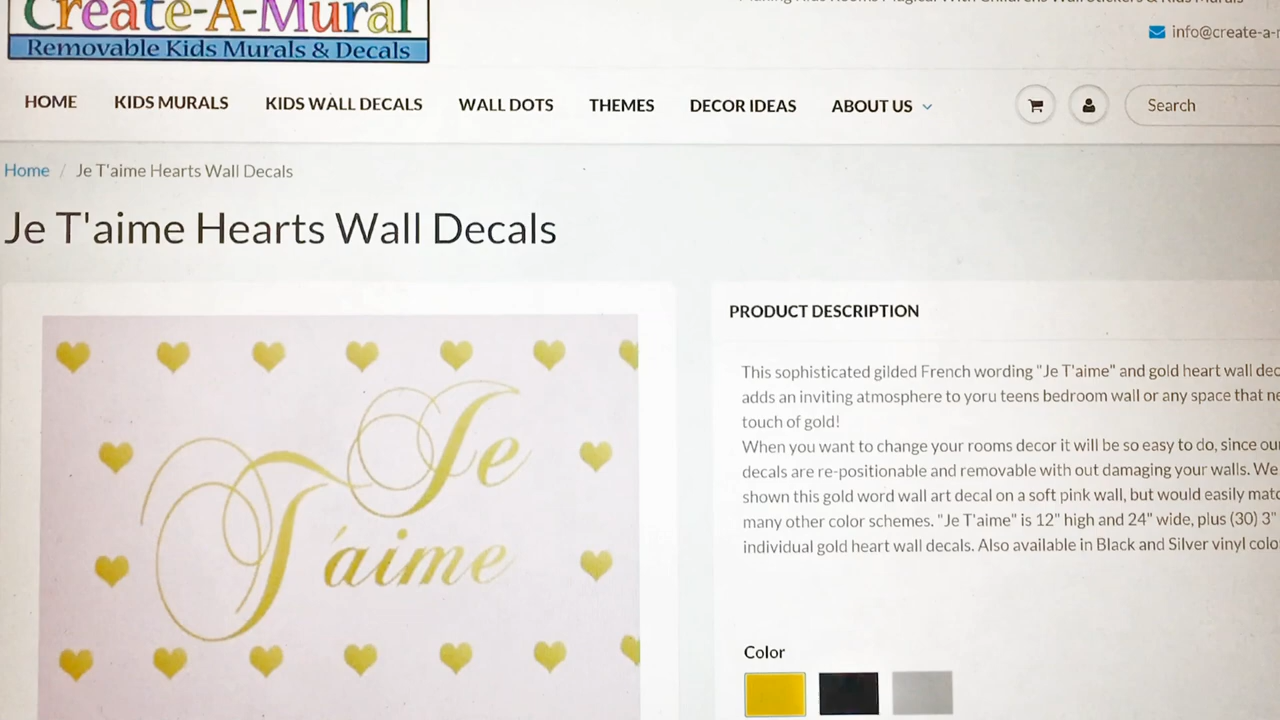 Create-A-Mural
Removable Kids Murals & Decals
info@create-a-
HOME KIDS MURALS KIDS WALL DECALS WALL DOTS THEMES DECOR IDEAS ABOUT US Search
Home / Je T'aime Hearts Wall Decals
Je T'aime Hearts Wall Decals
Je
T'aime
PRODUCT DESCRIPTION
This sophisticated gilded French wording "Je T'aime" and gold heart wall
adds an inviting atmosphere to yoru teens bedroom wall or any space that
touch of gold!
When you want to change your rooms decor it will be so easy to do, since
decals are re-positionable and removable with out damaging your walls. We
shown this gold word wall art decal on a soft pink wall, but would easily
many other color schemes. "Je T'aime" is 12" high and 24" wide, plus (30) 3"
individual gold heart wall decals. Also available in Black and Silver vinyl
Color